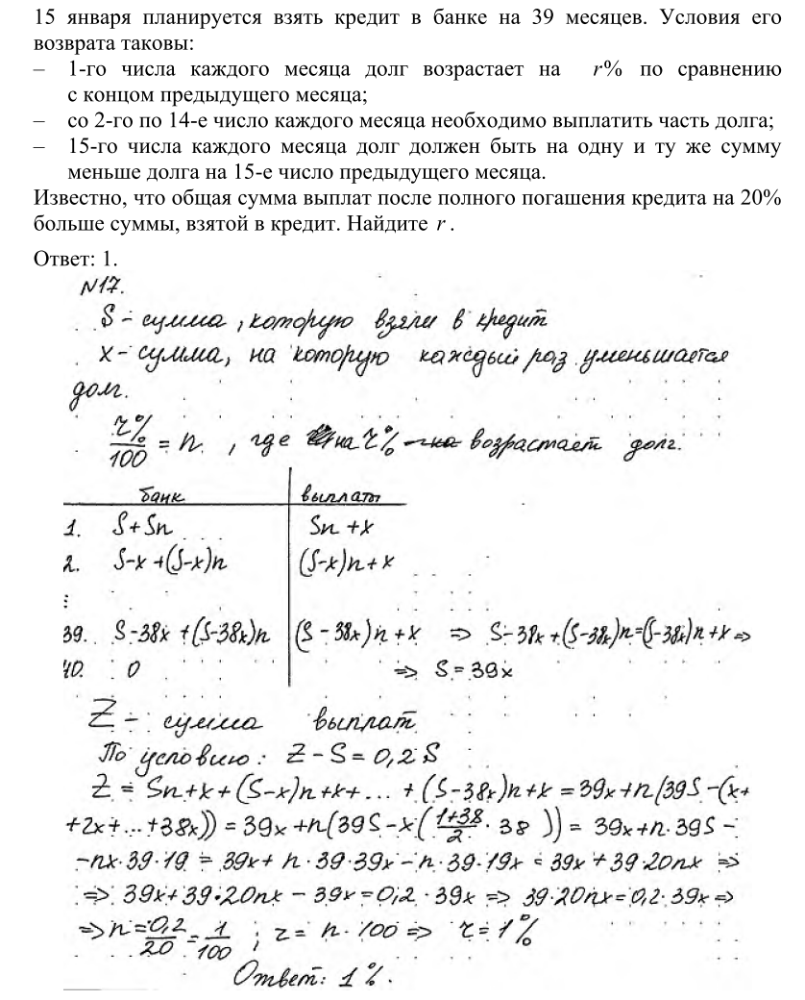 15 января планируется взять кредит в банке на 39 месяцев. Условия его
возврата таковы:
– 1-го числа каждого месяца долг возрастает на r% по сравнению
с концом предыдущего месяца;
– со 2-го по 14-е число каждого месяца необходимо выплатить часть долга;
– 15-го числа каждого месяца долг должен быть на одну и ту же сумму
меньше долга на 15-е число предыдущего месяца.
Известно, что общая сумма выплат после полного погашения кредита на 20%
больше суммы, взятой в кредит. Найдите r.
Ответ: 1.
N17.
S – сумма, которую взяли в кредит
x – сумма, на которую каждый раз уменьшается
долг.
r%/100 = n, где на r% возрастает долг.
банк выплаты
1. S+Sn Sn+x
2. S-x+(S-x)n (S-x)n+x
⋮
39. S-38x+(S-38x)n (S-38x)n+x => S-38x+(S-38x)n=(S-38x)n+x =>
40. 0 => S=39x
Z – сумма выплат
По условию: Z-S=0,2S
Z = Sn+x+(S-x)n+x+...+(S-38x)n+x = 39x+n(39S-(x+
+2x+...+38x)) = 39x+n(39S-x((1+38)/2·38)) = 39x+n·39S-
-nx·39·19 = 39x+n·39·39x-n·39·19x = 39x+39·20nx =>
=> 39x+39·20nx-39x=0,2·39x => 39·20nx=0,2·39x =>
=> n=0,2/20=1/100; r=n·100 => r=1%
Ответ: 1%.